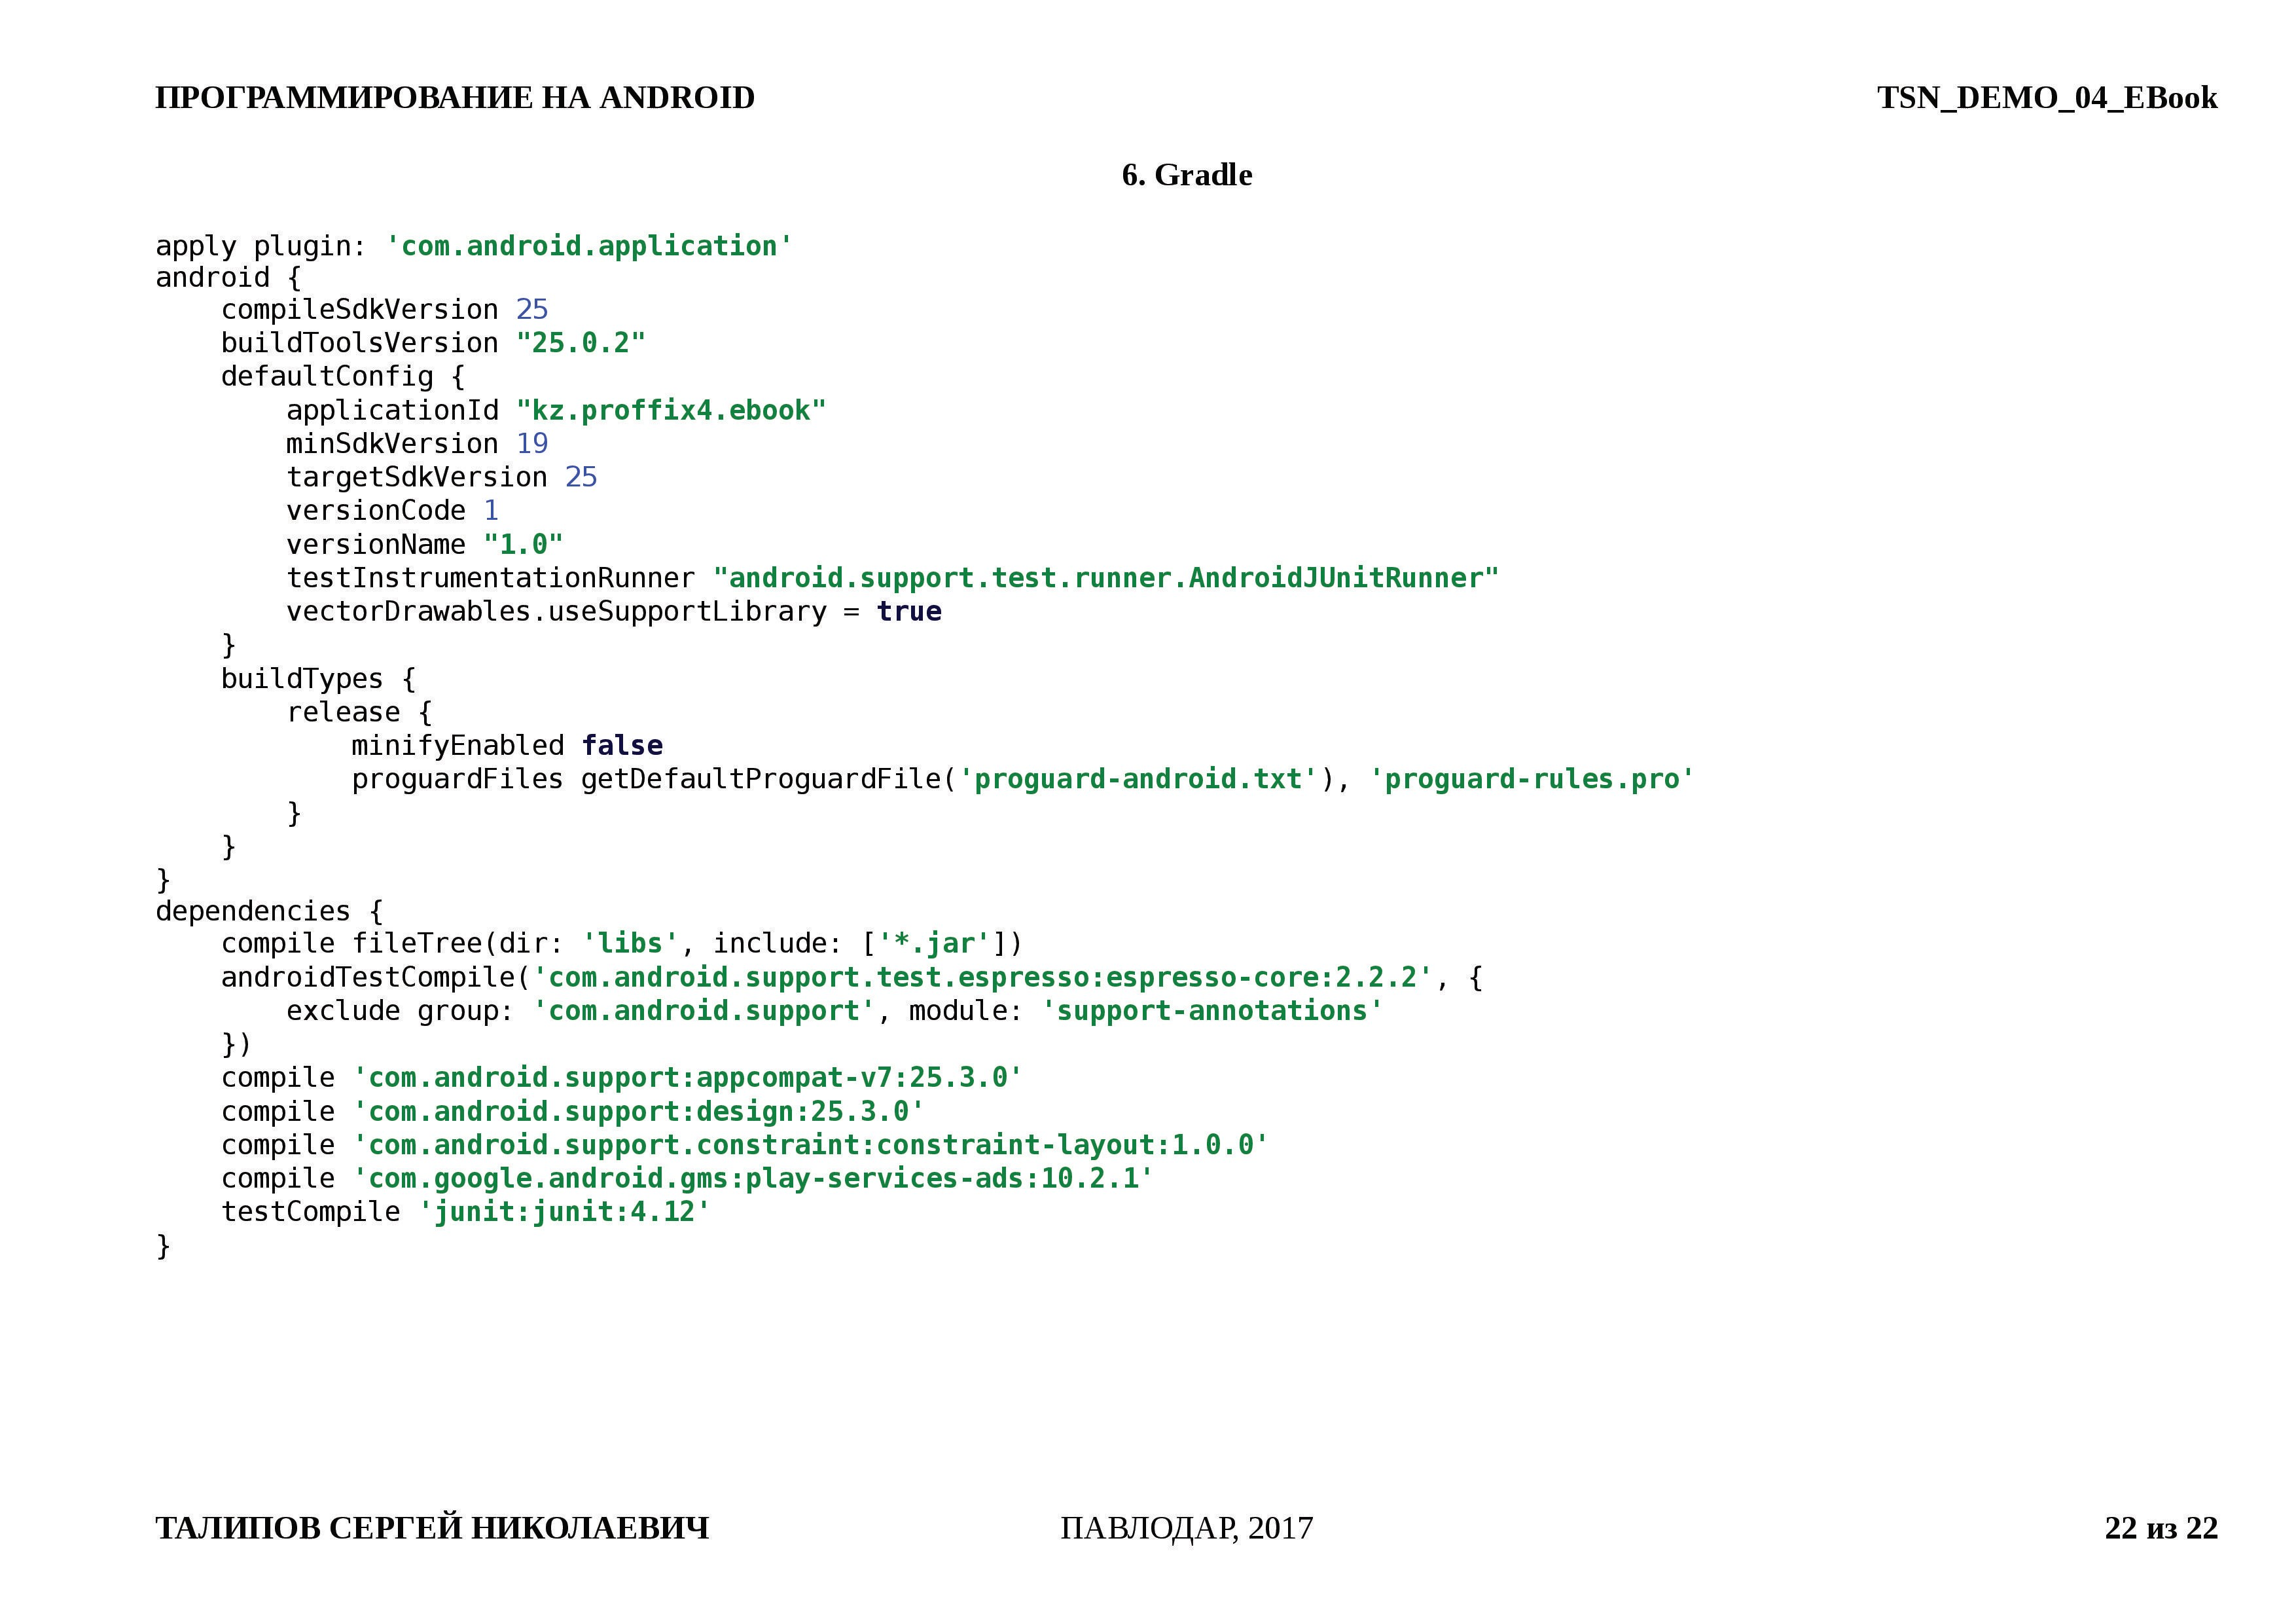 ПРОГРАММИРОВАНИЕ НА ANDROID TSN_DEMO_04_EBook
6. Gradle
apply plugin: 'com.android.application'
android {
    compileSdkVersion 25
    buildToolsVersion "25.0.2"
    defaultConfig {
        applicationId "kz.proffix4.ebook"
        minSdkVersion 19
        targetSdkVersion 25
        versionCode 1
        versionName "1.0"
        testInstrumentationRunner "android.support.test.runner.AndroidJUnitRunner"
        vectorDrawables.useSupportLibrary = true
    }
    buildTypes {
        release {
            minifyEnabled false
            proguardFiles getDefaultProguardFile('proguard-android.txt'), 'proguard-rules.pro'
        }
    }
}
dependencies {
    compile fileTree(dir: 'libs', include: ['*.jar'])
    androidTestCompile('com.android.support.test.espresso:espresso-core:2.2.2', {
        exclude group: 'com.android.support', module: 'support-annotations'
    })
    compile 'com.android.support:appcompat-v7:25.3.0'
    compile 'com.android.support:design:25.3.0'
    compile 'com.android.support.constraint:constraint-layout:1.0.0'
    compile 'com.google.android.gms:play-services-ads:10.2.1'
    testCompile 'junit:junit:4.12'
}
ТАЛИПОВ СЕРГЕЙ НИКОЛАЕВИЧ ПАВЛОДАР, 2017 22 из 22